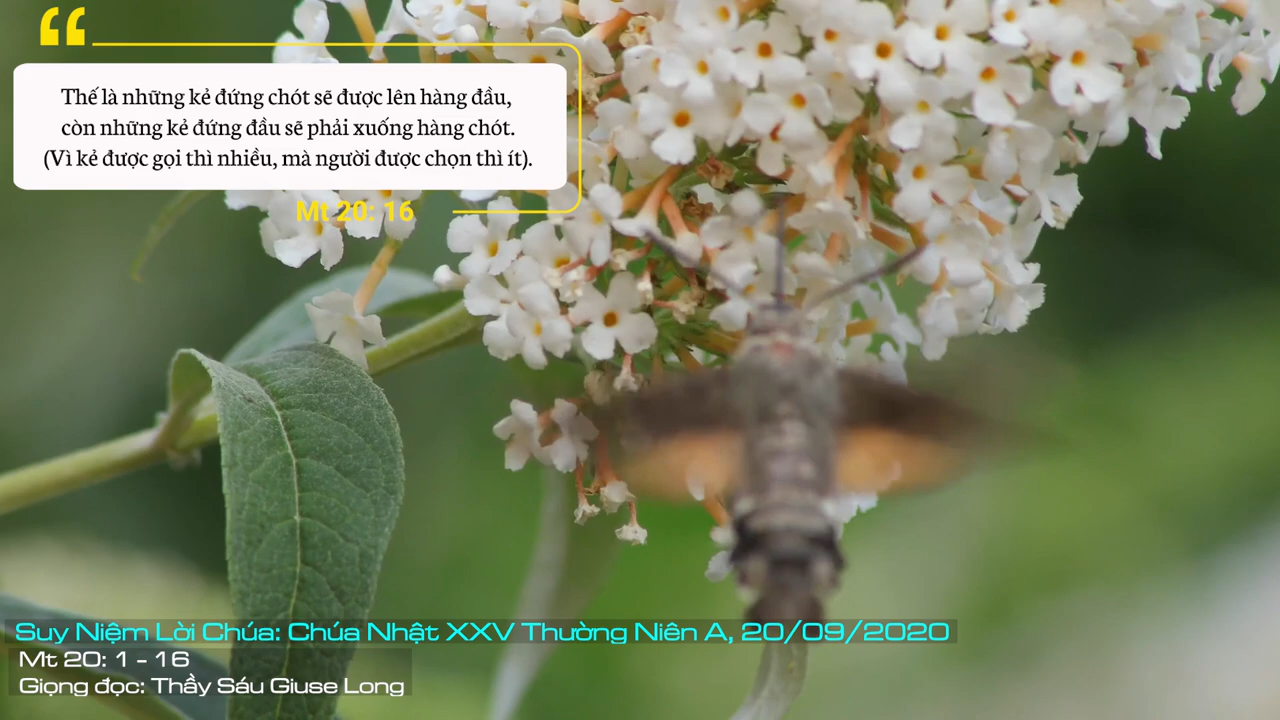 Thế là những kẻ đứng chót sẽ được lên hàng đầu,
còn những kẻ đứng đầu sẽ phải xuống hàng chót.
(Vì kẻ được gọi thì nhiều, mà người được chọn thì ít).
Mt 20: 16
Suy Niệm Lời Chúa: Chúa Nhật XXV Thường Niên A, 20/09/2020
Mt 20: 1 - 16
Giọng đọc: Thầy Sáu Giuse Long